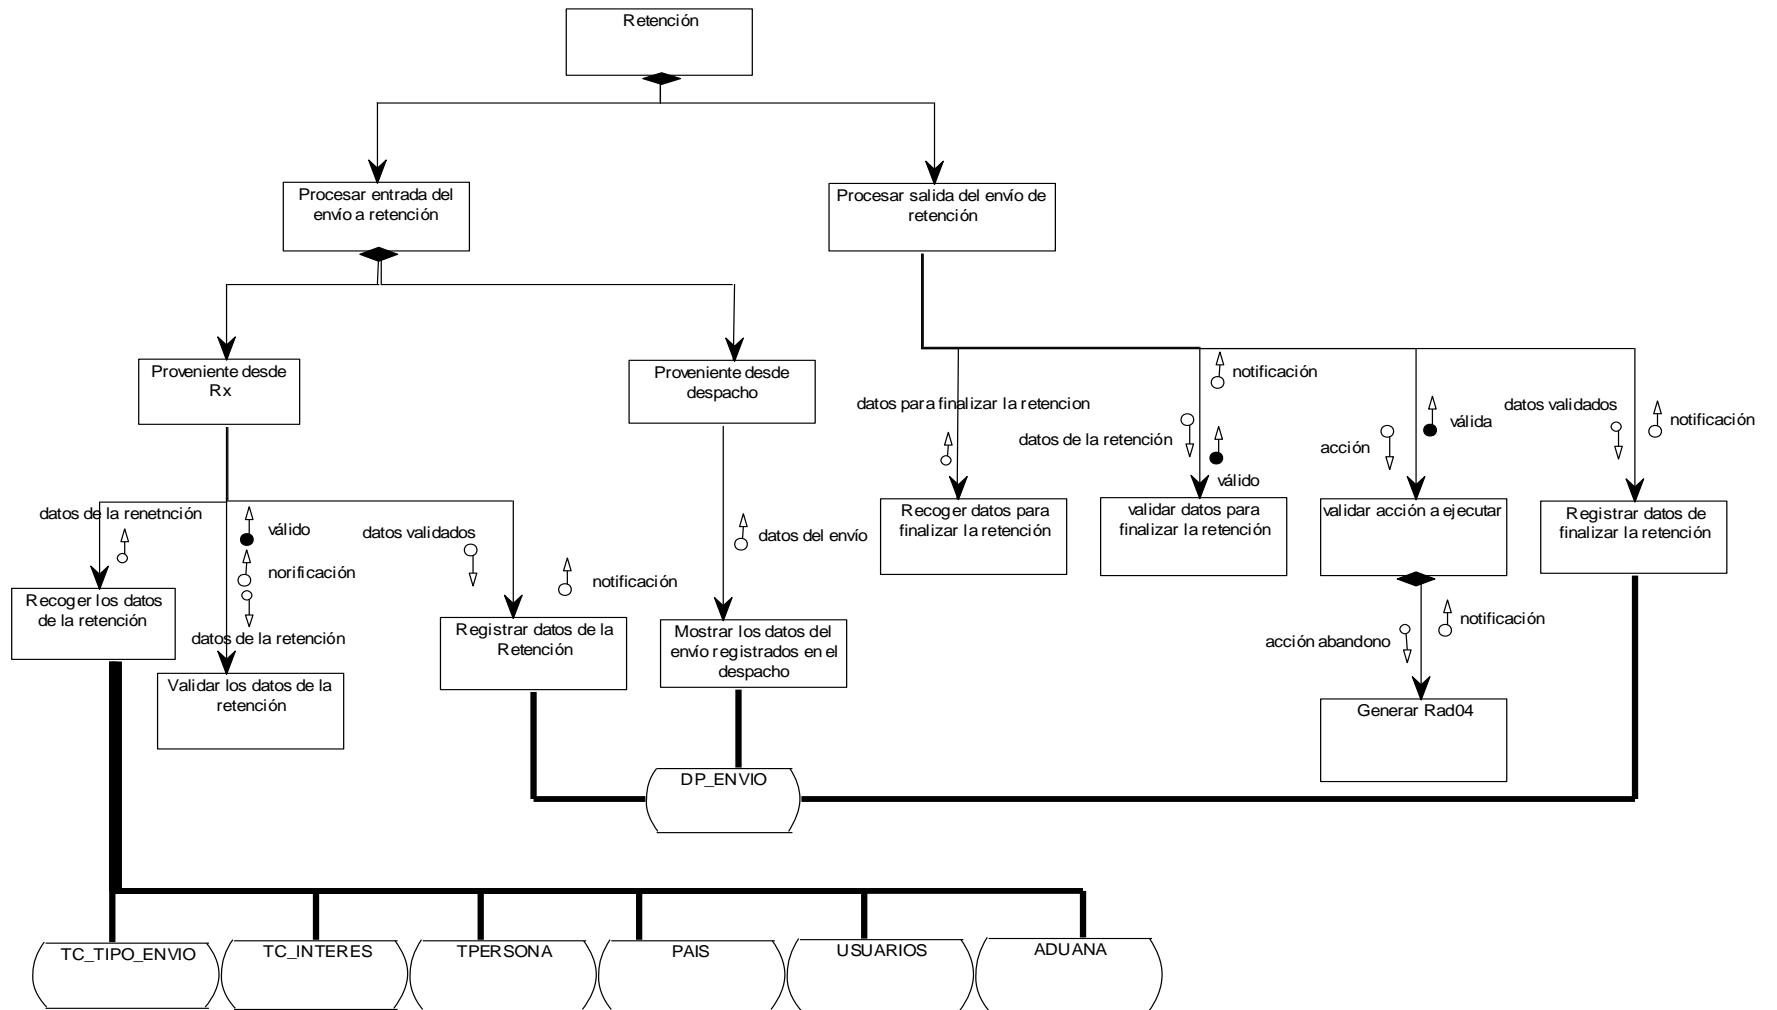 Retención
Procesar entrada del
envío a retención
Procesar salida del envío de
retención
Proveniente desde
Rx
Proveniente desde
despacho
notificación
datos para finalizar la retencion
datos de la retención
válido
acción
válida
datos validados
notificación
datos de la renetnción
válido
norificación
datos de la retención
datos validados
notificación
datos del envío
Recoger datos para
finalizar la retención
validar datos para
finalizar la retención
validar acción a ejecutar
Registrar datos de
finalizar la retención
Recoger los datos
de la retención
Validar los datos de la
retención
Registrar datos de la
Retención
Mostrar los datos del
envío registrados en el
despacho
acción abandono
notificación
Generar Rad04
DP_ENVIO
TC_TIPO_ENVIO
TC_INTERES
TPERSONA
PAIS
USUARIOS
ADUANA